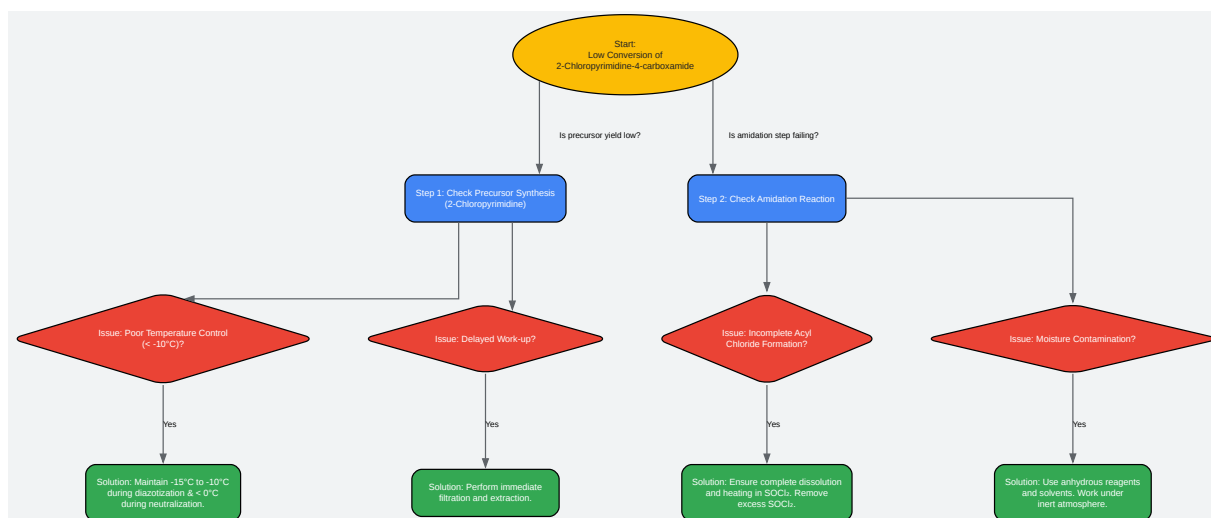 Start:
Low Conversion of
2-Chloropyrimidine-4-carboxamide
Is precursor yield low?
Is amidation step failing?
Step 1: Check Precursor Synthesis
(2-Chloropyrimidine)
Step 2: Check Amidation Reaction
Issue: Poor Temperature Control
(< -10°C)?
Issue: Delayed Work-up?
Issue: Incomplete Acyl
Chloride Formation?
Issue: Moisture Contamination?
Yes
Yes
Yes
Yes
Solution: Maintain -15°C to -10°C
during diazotization & < 0°C
during neutralization.
Solution: Perform immediate
filtration and extraction.
Solution: Ensure complete dissolution
and heating in SOCl₂. Remove
excess SOCl₂.
Solution: Use anhydrous reagents
and solvents. Work under
inert atmosphere.